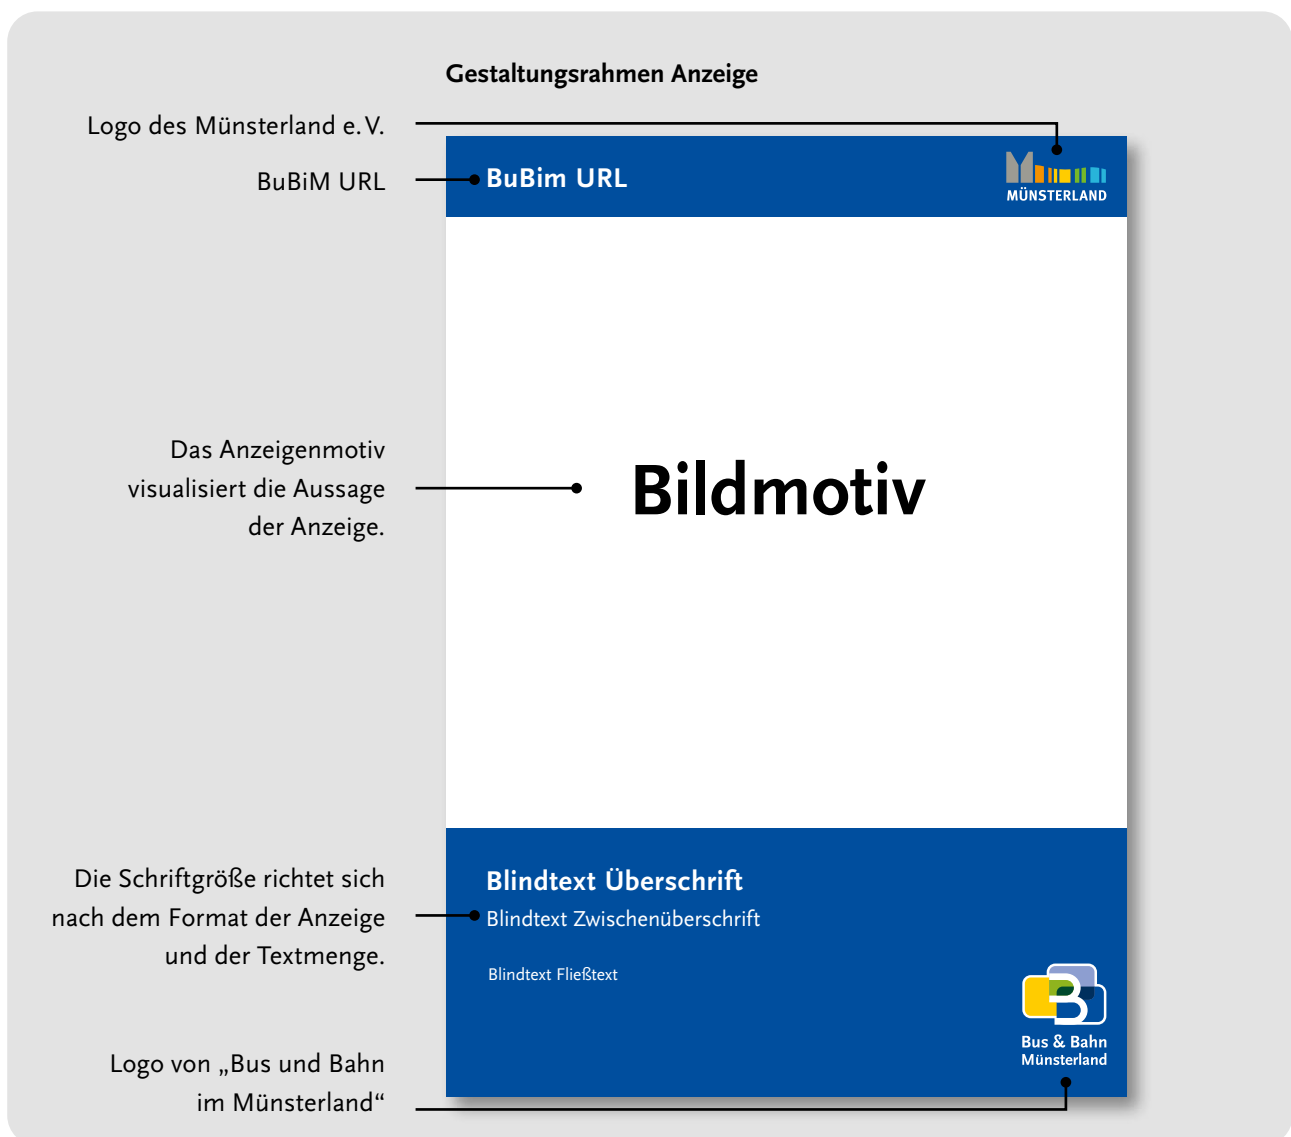 Gestaltungsrahmen Anzeige
Logo des Münsterland e. V.
BuBiM URL
BuBim URL
MÜNSTERLAND
Das Anzeigenmotiv
visualisiert die Aussage
der Anzeige.
Bildmotiv
Die Schriftgröße richtet sich
nach dem Format der Anzeige
und der Textmenge.
Blindtext Überschrift
Blindtext Zwischenüberschrift
Blindtext Fließtext
B
Bus & Bahn
Münsterland
Logo von „Bus und Bahn
im Münsterland“